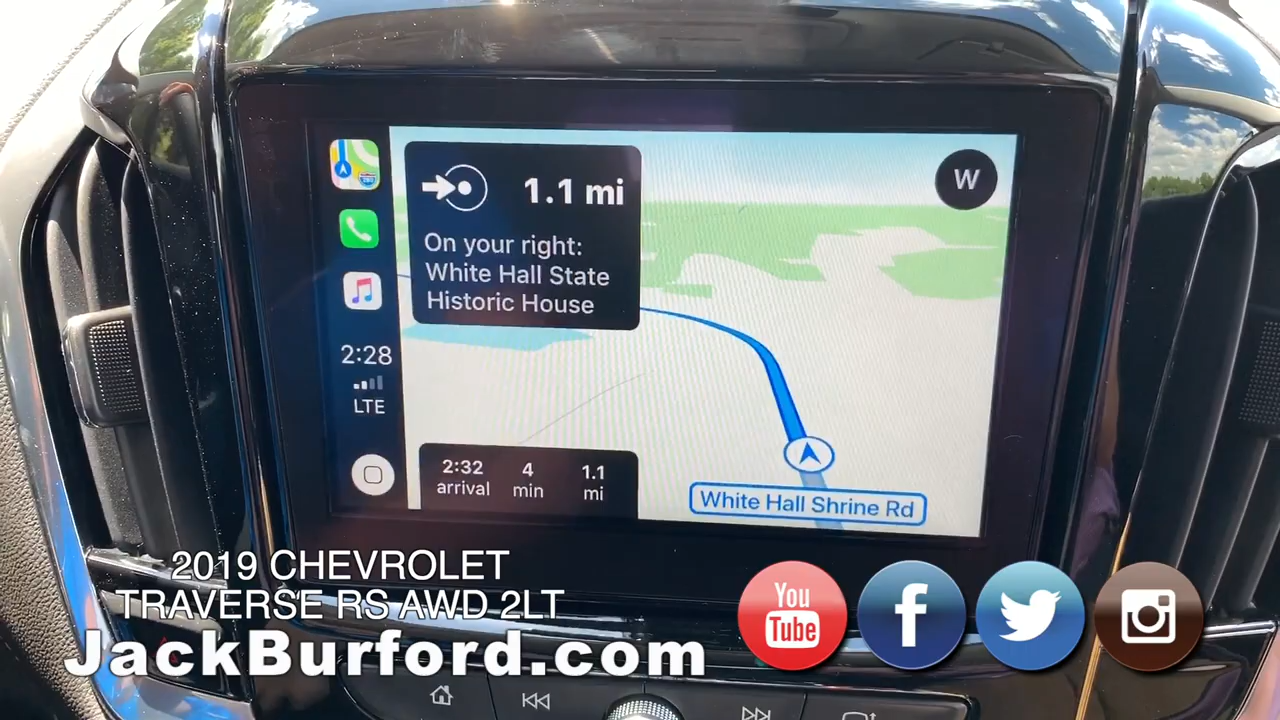 1.1 mi
W
On your right:
White Hall State
Historic House
2:28
LTE
2:32 4 1.1
arrival min mi
White Hall Shrine Rd
2019 CHEVROLET
TRAVERSE RS AWD 2LT
JackBurford.com
You
Tube